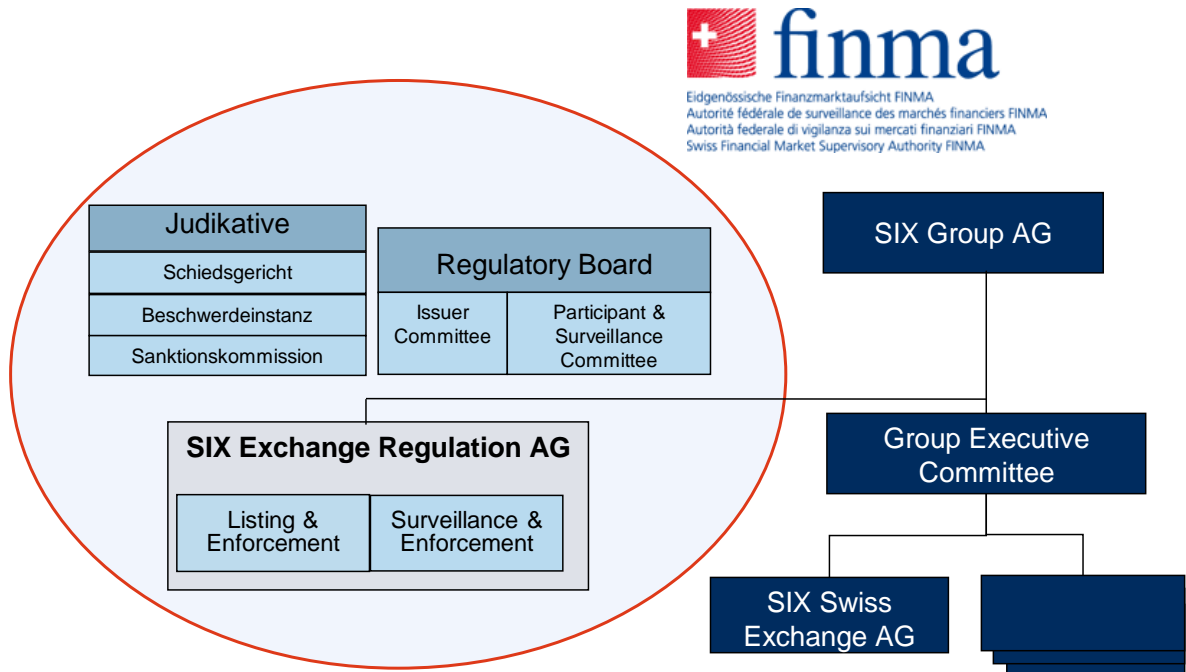 finma
Eidgenössische Finanzmarktaufsicht FINMA
Autorité fédérale de surveillance des marchés financiers FINMA
Autorità federale di vigilanza sui mercati finanziari FINMA
Swiss Financial Market Supervisory Authority FINMA
Judikative
Schiedsgericht
Beschwerdeinstanz
Sanktionskommission
Regulatory Board
Issuer
Committee
Participant &
Surveillance
Committee
SIX Group AG
SIX Exchange Regulation AG
Listing &
Enforcement
Surveillance &
Enforcement
Group Executive
Committee
SIX Swiss
Exchange AG